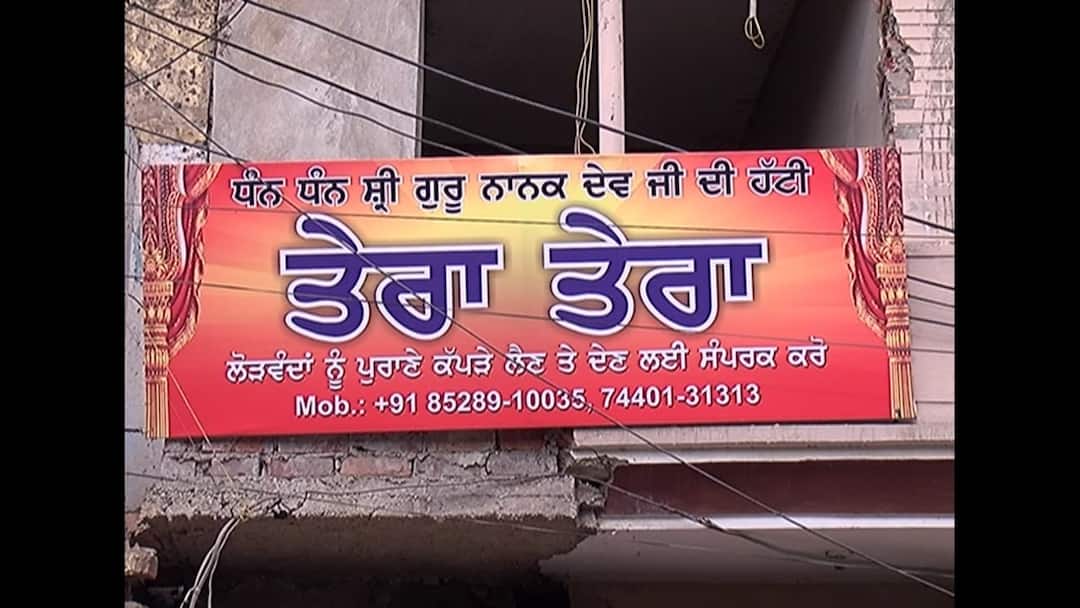 ਧੰਨ ਧੰਨ ਸ਼੍ਰੀ ਗੁਰੂ ਨਾਨਕ ਦੇਵ ਜੀ ਦੀ ਹੱਟੀ
ਤੇਰਾ ਤੇਰਾ
ਲੋੜਵੰਦਾਂ ਨੂੰ ਪੁਰਾਣੇ ਕੱਪੜੇ ਲੈਣ ਤੇ ਦੇਣ ਲਈ ਸੰਪਰਕ ਕਰੋ
Mob.: +91 85289-10035, 74401-31313